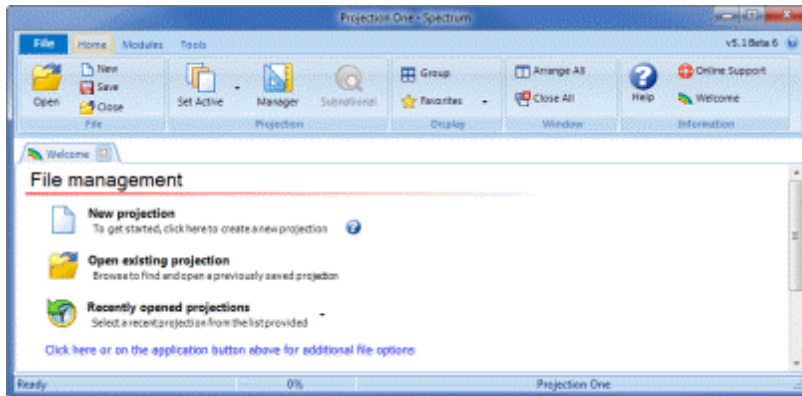 Projection One - Spectrum
File Home Modules Tools v5.1 Beta 6
Open
New
Save
Close
Set Active
Manager
Subnational
Group
Favorites
Arrange All
Close All
Help
Online Support
Welcome
File Projection Display Window Information
Welcome
File management
New projection
To get started, click here to create a new projection
Open existing projection
Browse to find and open a previously saved projection
Recently opened projections
Select a recent projection from the list provided
Click here or on the application button above for additional file options
Ready 0% Projection One